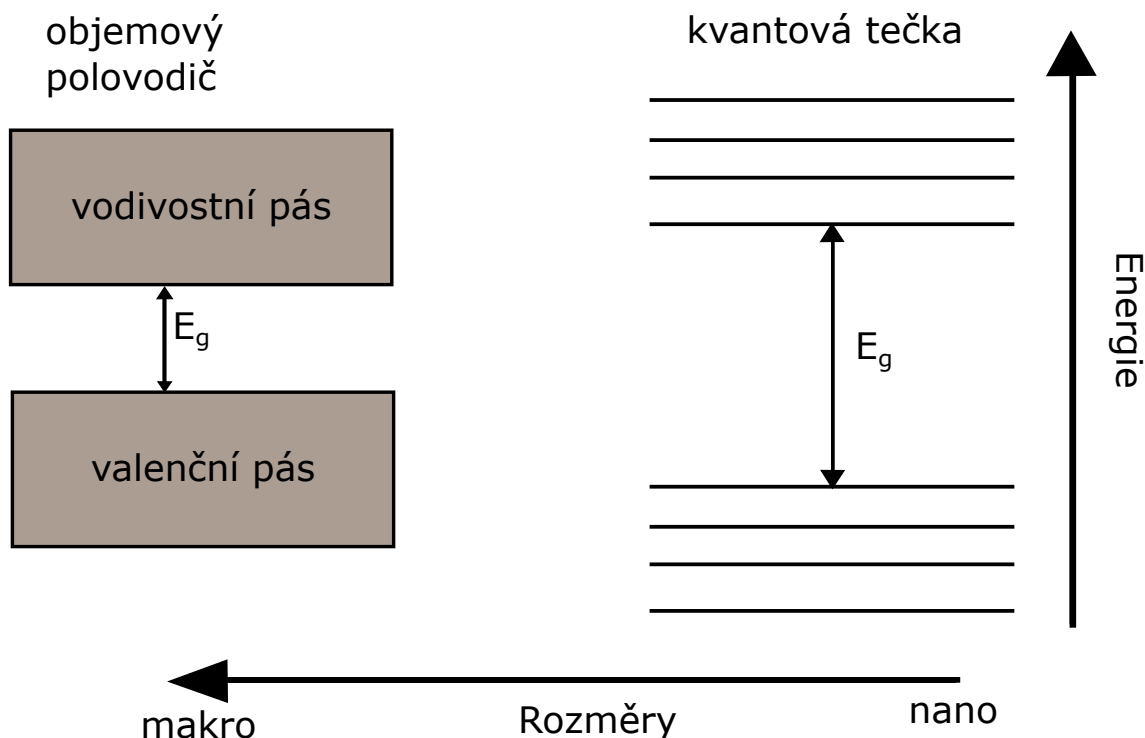 objemový
polovodič
kvantová tečka
vodivostní pás
E_g
valenční pás
E_g
Energie
makro
Rozměry
nano